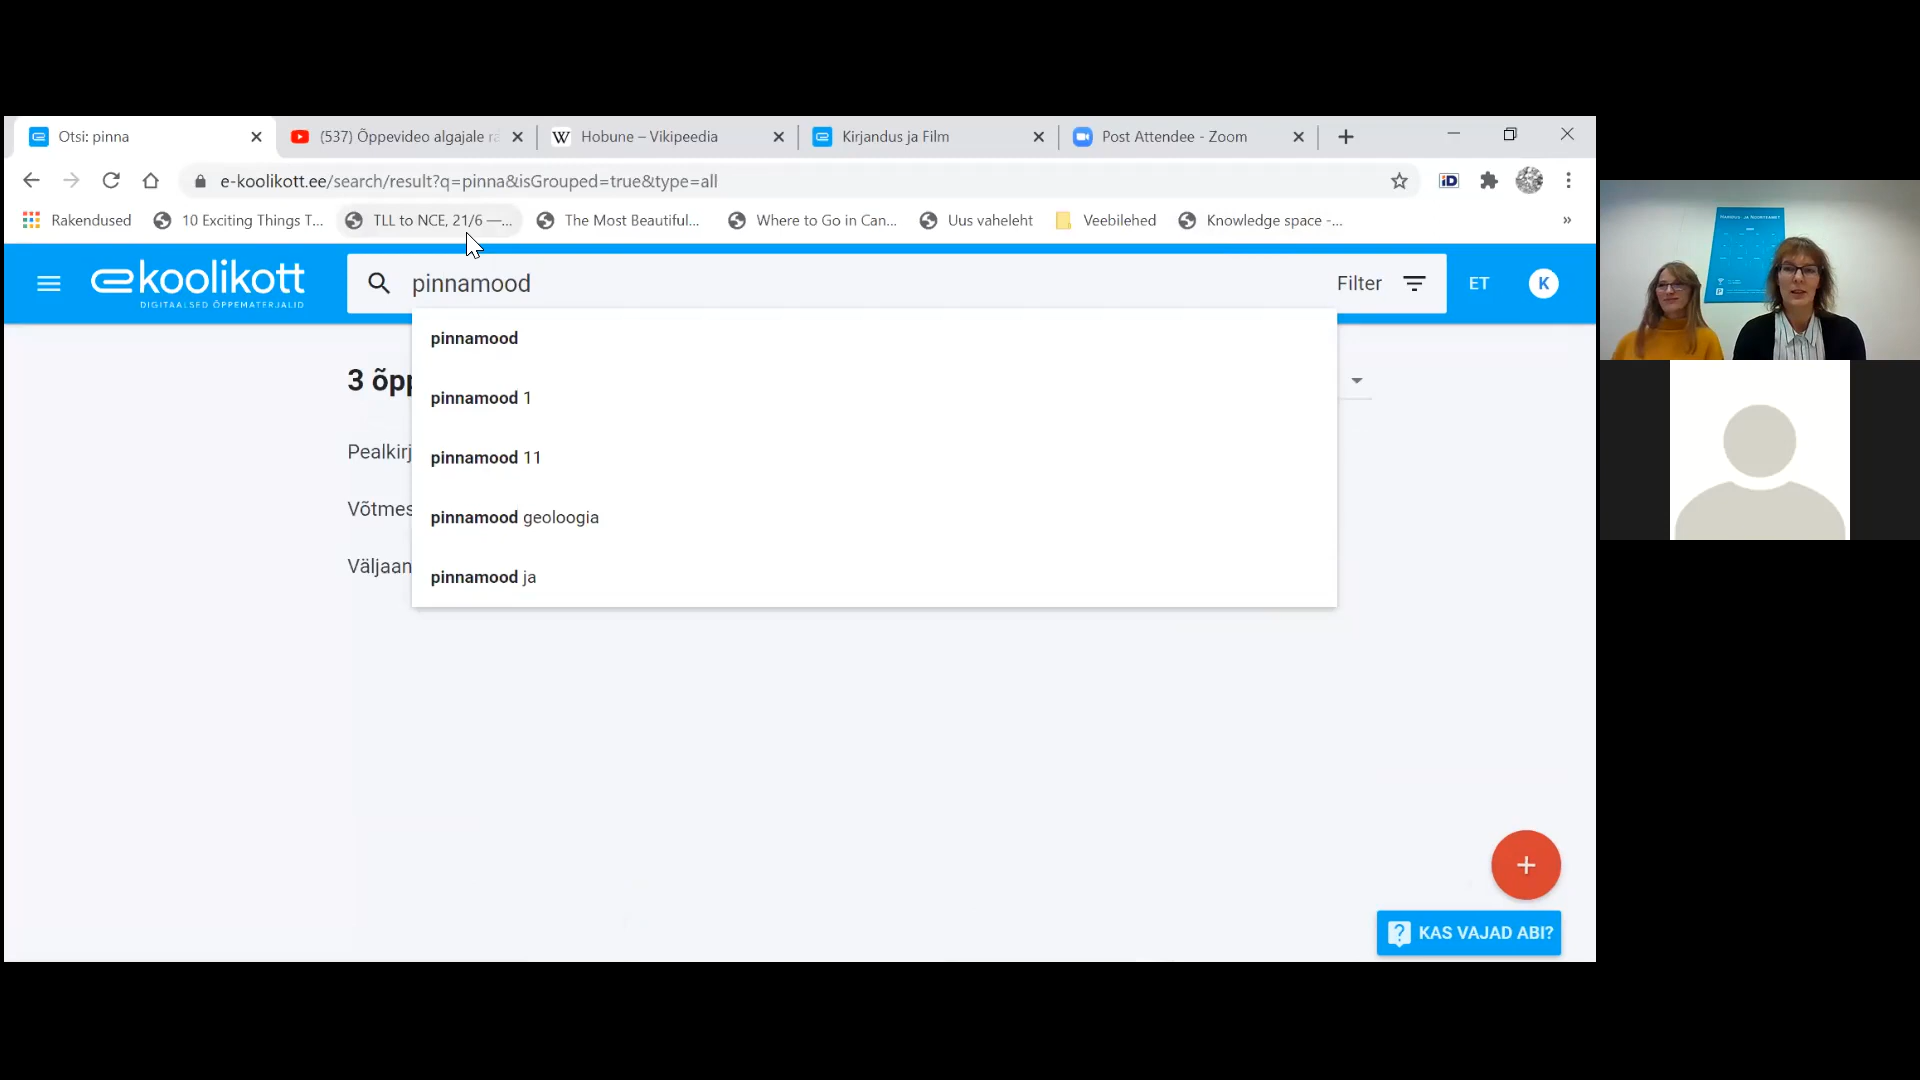 Otsi: pinna
(537) Õppevideo algajale
Hobune – Vikipeedia
Kirjandus ja Film
Post Attendee - Zoom
e-koolikott.ee/search/result?q=pinna&isGrouped=true&type=all
iD
Rakendused
10 Exciting Things T...
TLL to NCE, 21/6 —...
The Most Beautiful...
Where to Go in Can...
Uus vaheleht
Veebilehed
Knowledge space -...
»
koolikott
DIGITAALSED ÕPPEMATERJALID
pinnamood
Filter
ET
K
pinnamood
3 õpp
pinnamood 1
Pealkirj
pinnamood 11
Võtmes
pinnamood geoloogia
Väljaan
pinnamood ja
KAS VAJAD ABI?